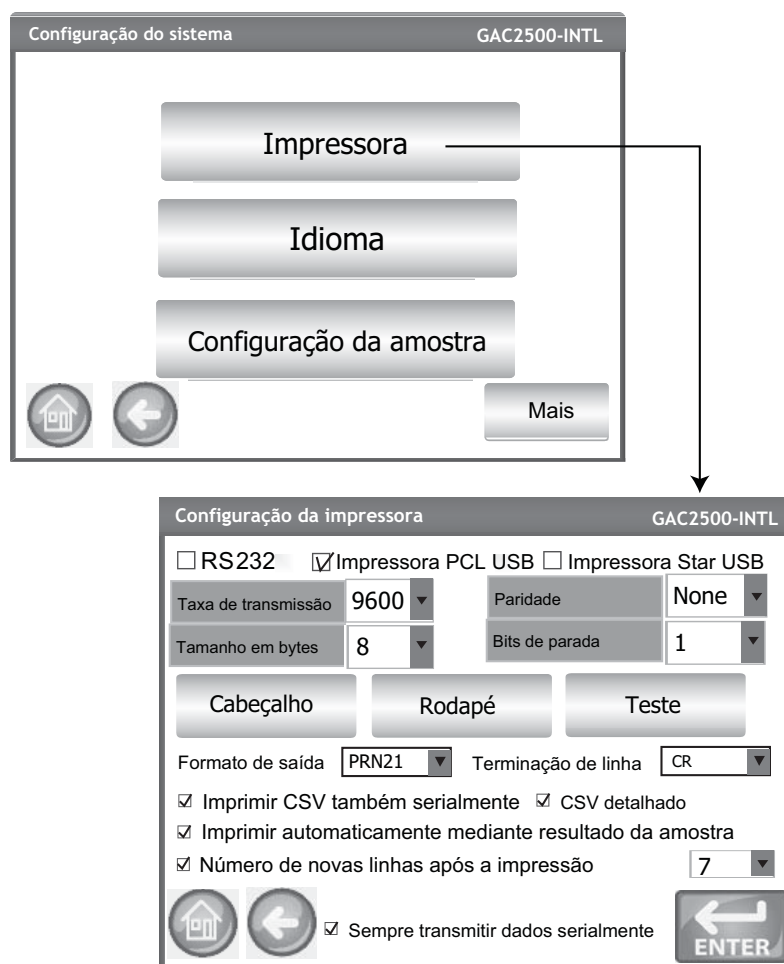 Configuração do sistema GAC2500-INTL
Impressora
Idioma
Configuração da amostra
Mais
Configuração da impressora GAC2500-INTL
RS232 Impressora PCL USB Impressora Star USB
Taxa de transmissão 9600 Paridade None
Tamanho em bytes 8 Bits de parada 1
Cabeçalho Rodapé Teste
Formato de saída PRN21 Terminação de linha CR
Imprimir CSV também serialmente CSV detalhado
Imprimir automaticamente mediante resultado da amostra
Número de novas linhas após a impressão 7
Sempre transmitir dados serialmente ENTER